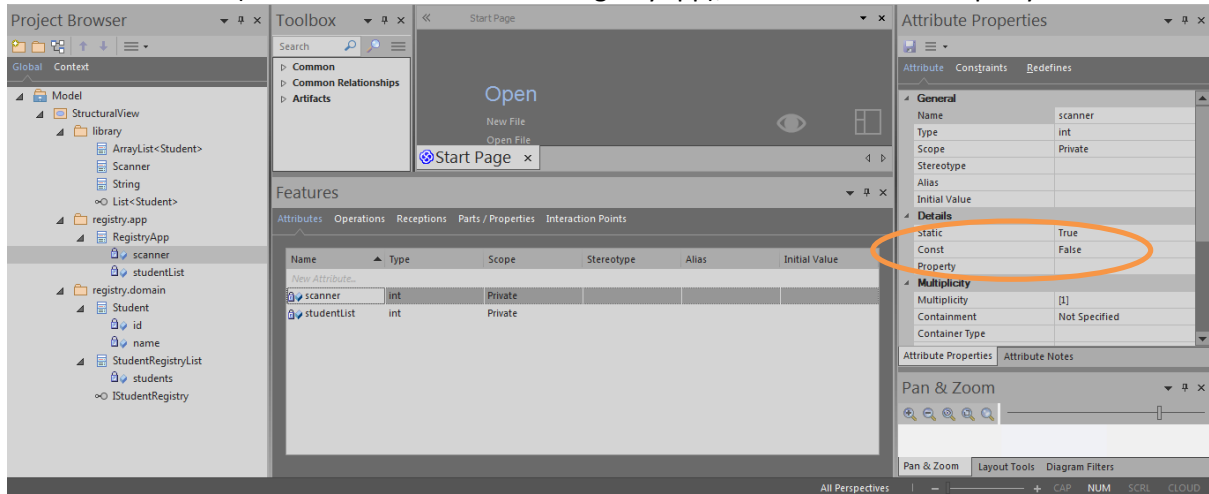 Project Browser
Global Context
Model
StructuralView
library
ArrayList<Student>
Scanner
String
List<Student>
registry.app
RegistryApp
scanner
studentList
registry.domain
Student
id
name
StudentRegistryList
students
IStudentRegistry
Toolbox
Search
Common
Common Relationships
Artifacts
Start Page
Open
New File
Open File
Start Page
Features
Attributes Operations Receptions Parts / Properties Interaction Points
Name Type Scope Stereotype Alias Initial Value
New Attribute...
scanner int Private
studentList int Private
Attribute Properties
Attribute Constraints Redefines
General
Name scanner
Type int
Scope Private
Stereotype
Alias
Initial Value
Details
Static True
Const False
Property
Multiplicity
Multiplicity [1]
Containment Not Specified
Container Type
Attribute Properties Attribute Notes
Pan & Zoom
Pan & Zoom Layout Tools Diagram Filters
All Perspectives CAP NUM SCRL CLOUD